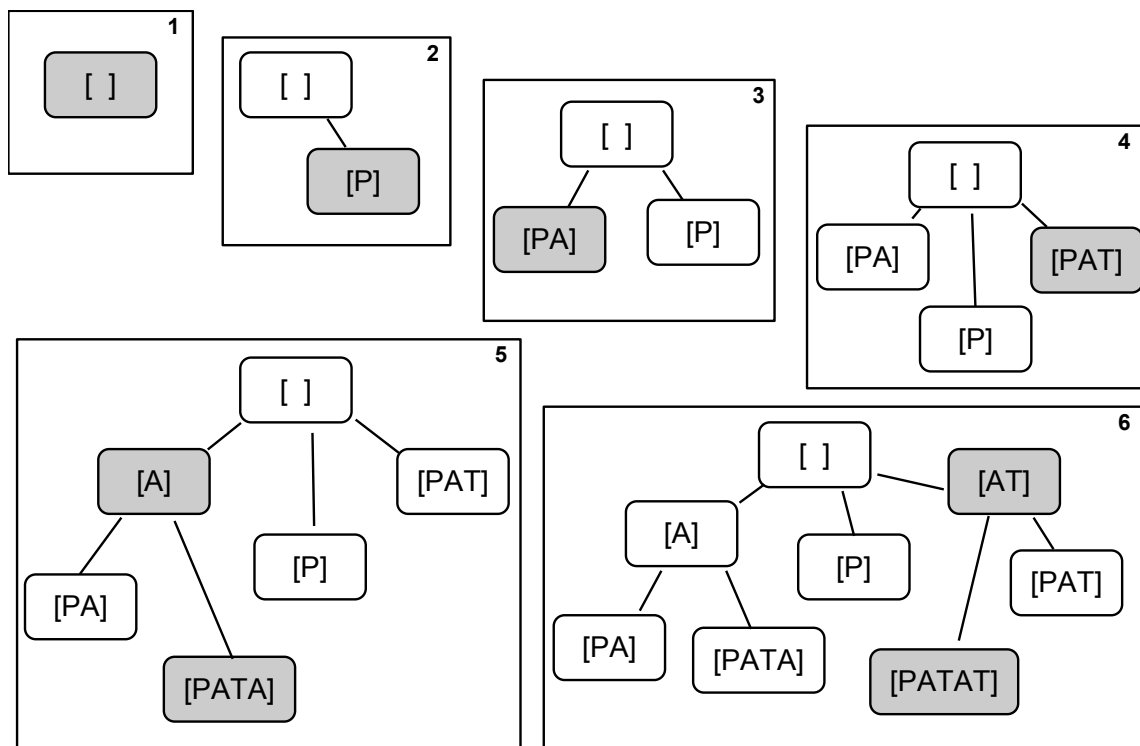 1
[ ]
2
[ ]
[P]
3
[ ]
[PA]
[P]
4
[ ]
[PA]
[PAT]
[P]
5
[ ]
[A]
[PAT]
[P]
[PA]
[PATA]
6
[ ]
[AT]
[A]
[P]
[PAT]
[PA]
[PATA]
[PATAT]